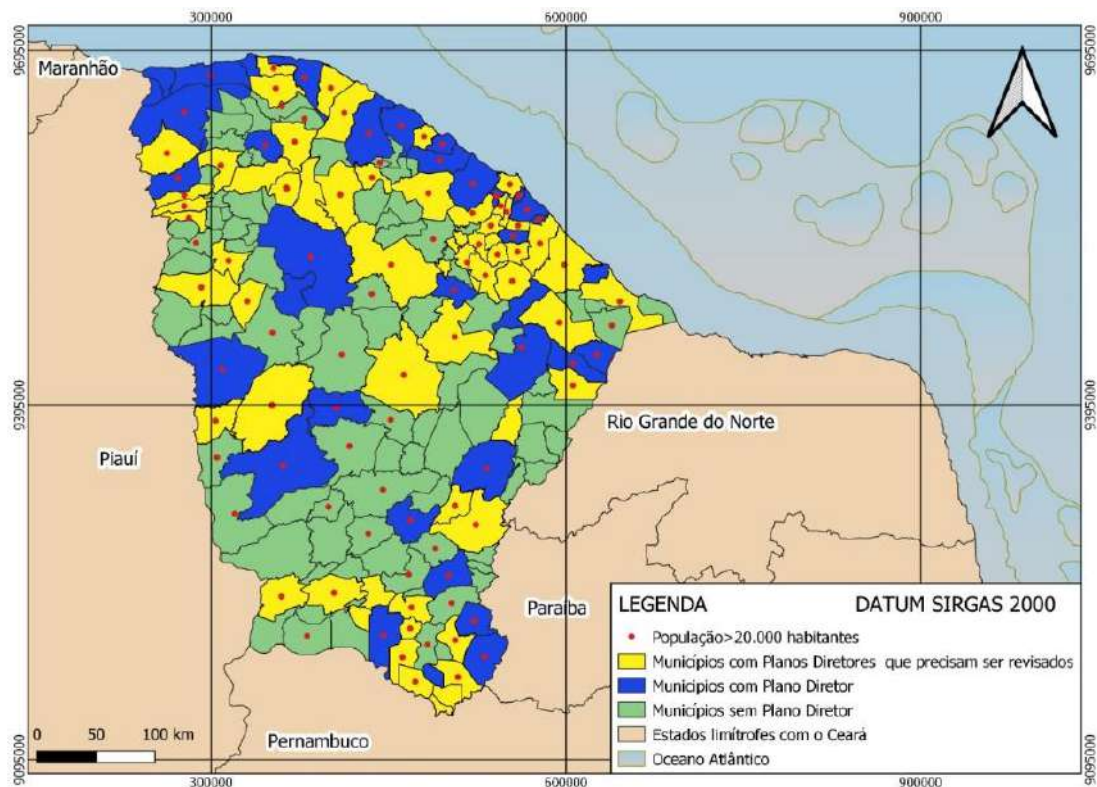 300000 600000 900000
9695000 9695000
Maranhão
9395000 9395000
Rio Grande do Norte
Piauí
Paraíba
LEGENDA DATUM SIRGAS 2000
População>20.000 habitantes
Municípios com Planos Diretores que precisam ser revisados
Municípios com Plano Diretor
Municípios sem Plano Diretor
Estados limítrofes com o Ceará
Oceano Atlântico
0 50 100 km
Pernambuco
9095000 9095000
300000 600000 900000